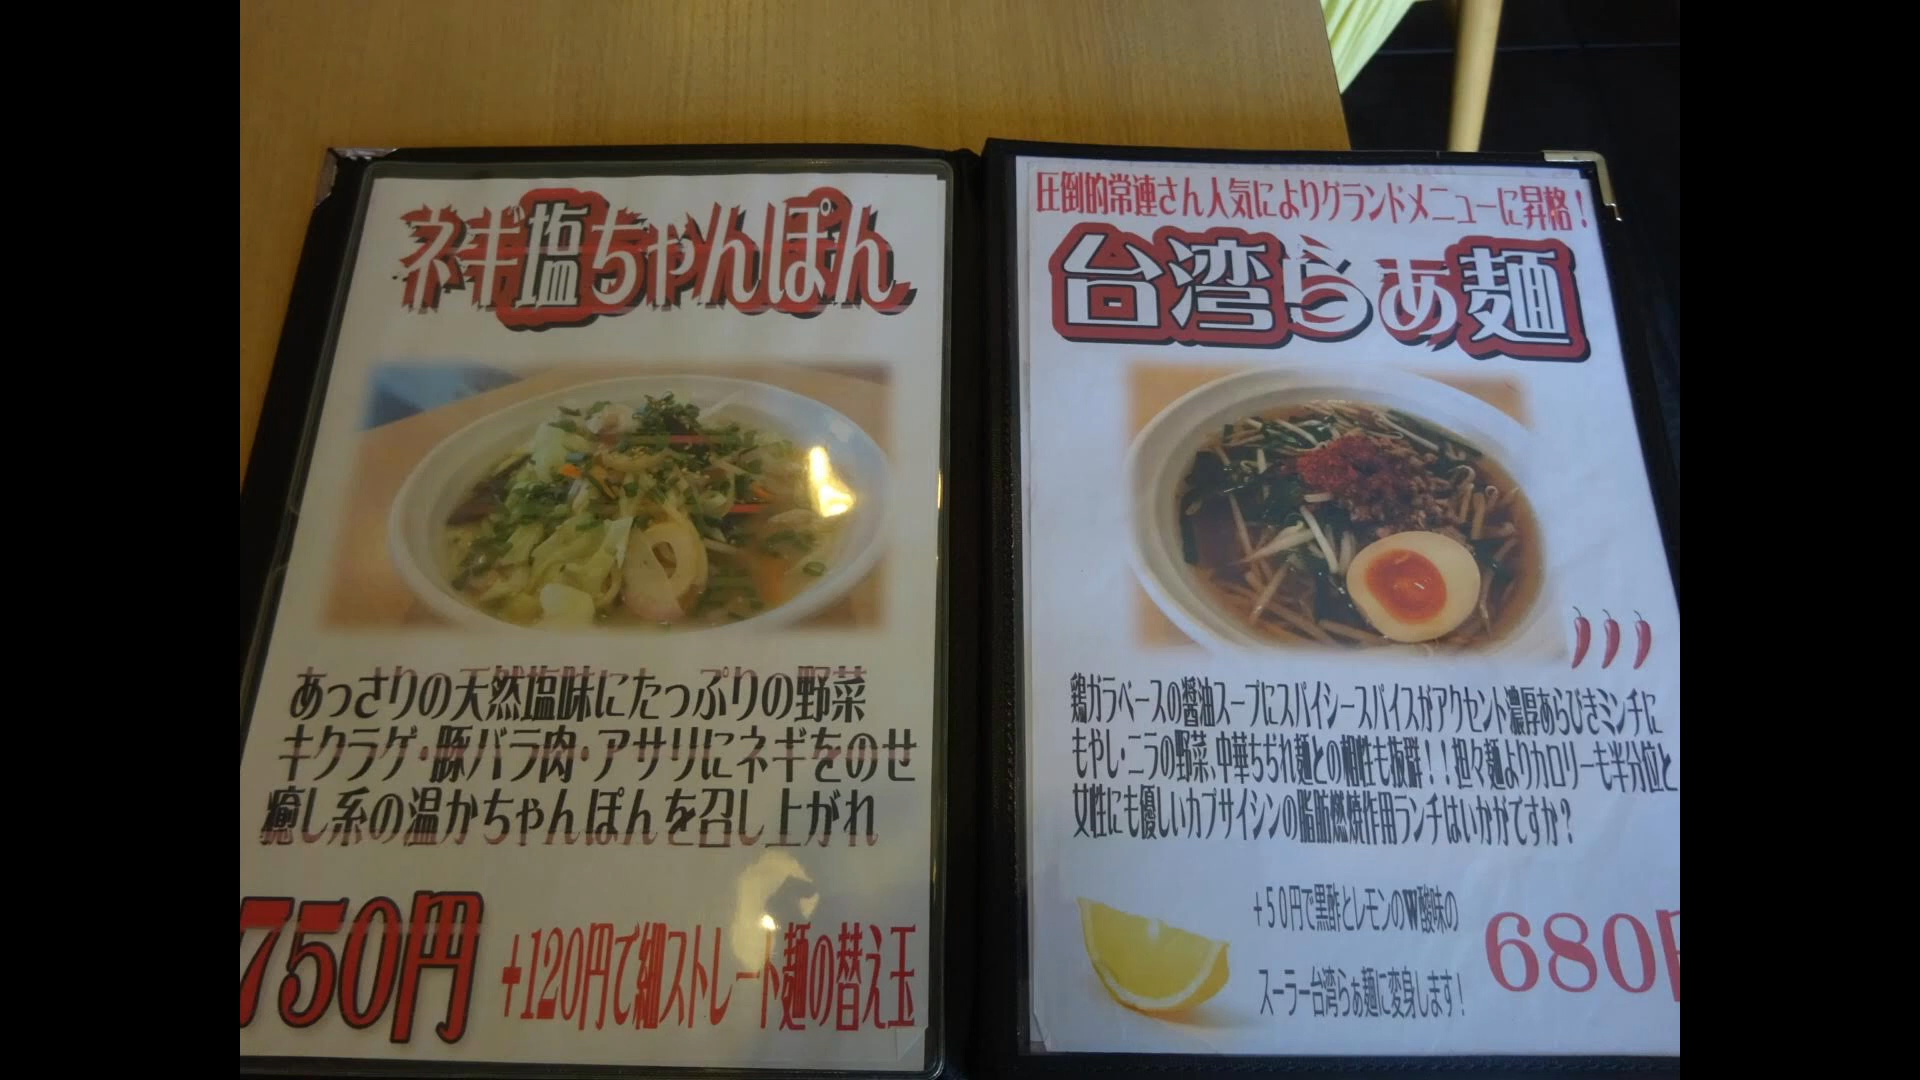 ネギ塩ちゃんぽん
あっさりの天然塩味にたっぷりの野菜
キクラゲ・豚バラ肉・アサリにネギをのせ
癒し系の温かちゃんぽんを召し上がれ
750円
+120円で細ストレート麺の替え玉
圧倒的常連さん人気によりグランドメニューに昇格！
台湾らぁ麺
鶏ガラベースの醤油スープにスパイシースパイスがアクセント濃厚あらびきミンチに
もやし・ニラの野菜、中華ちぢれ麺との相性も抜群！！担々麺よりカロリーも半分位と
女性にも優しいカプサイシンの脂肪燃焼作用ランチはいかがですか？
+50円で黒酢とレモンのW酸味の
スーラー台湾らぁ麺に変身します！
680円